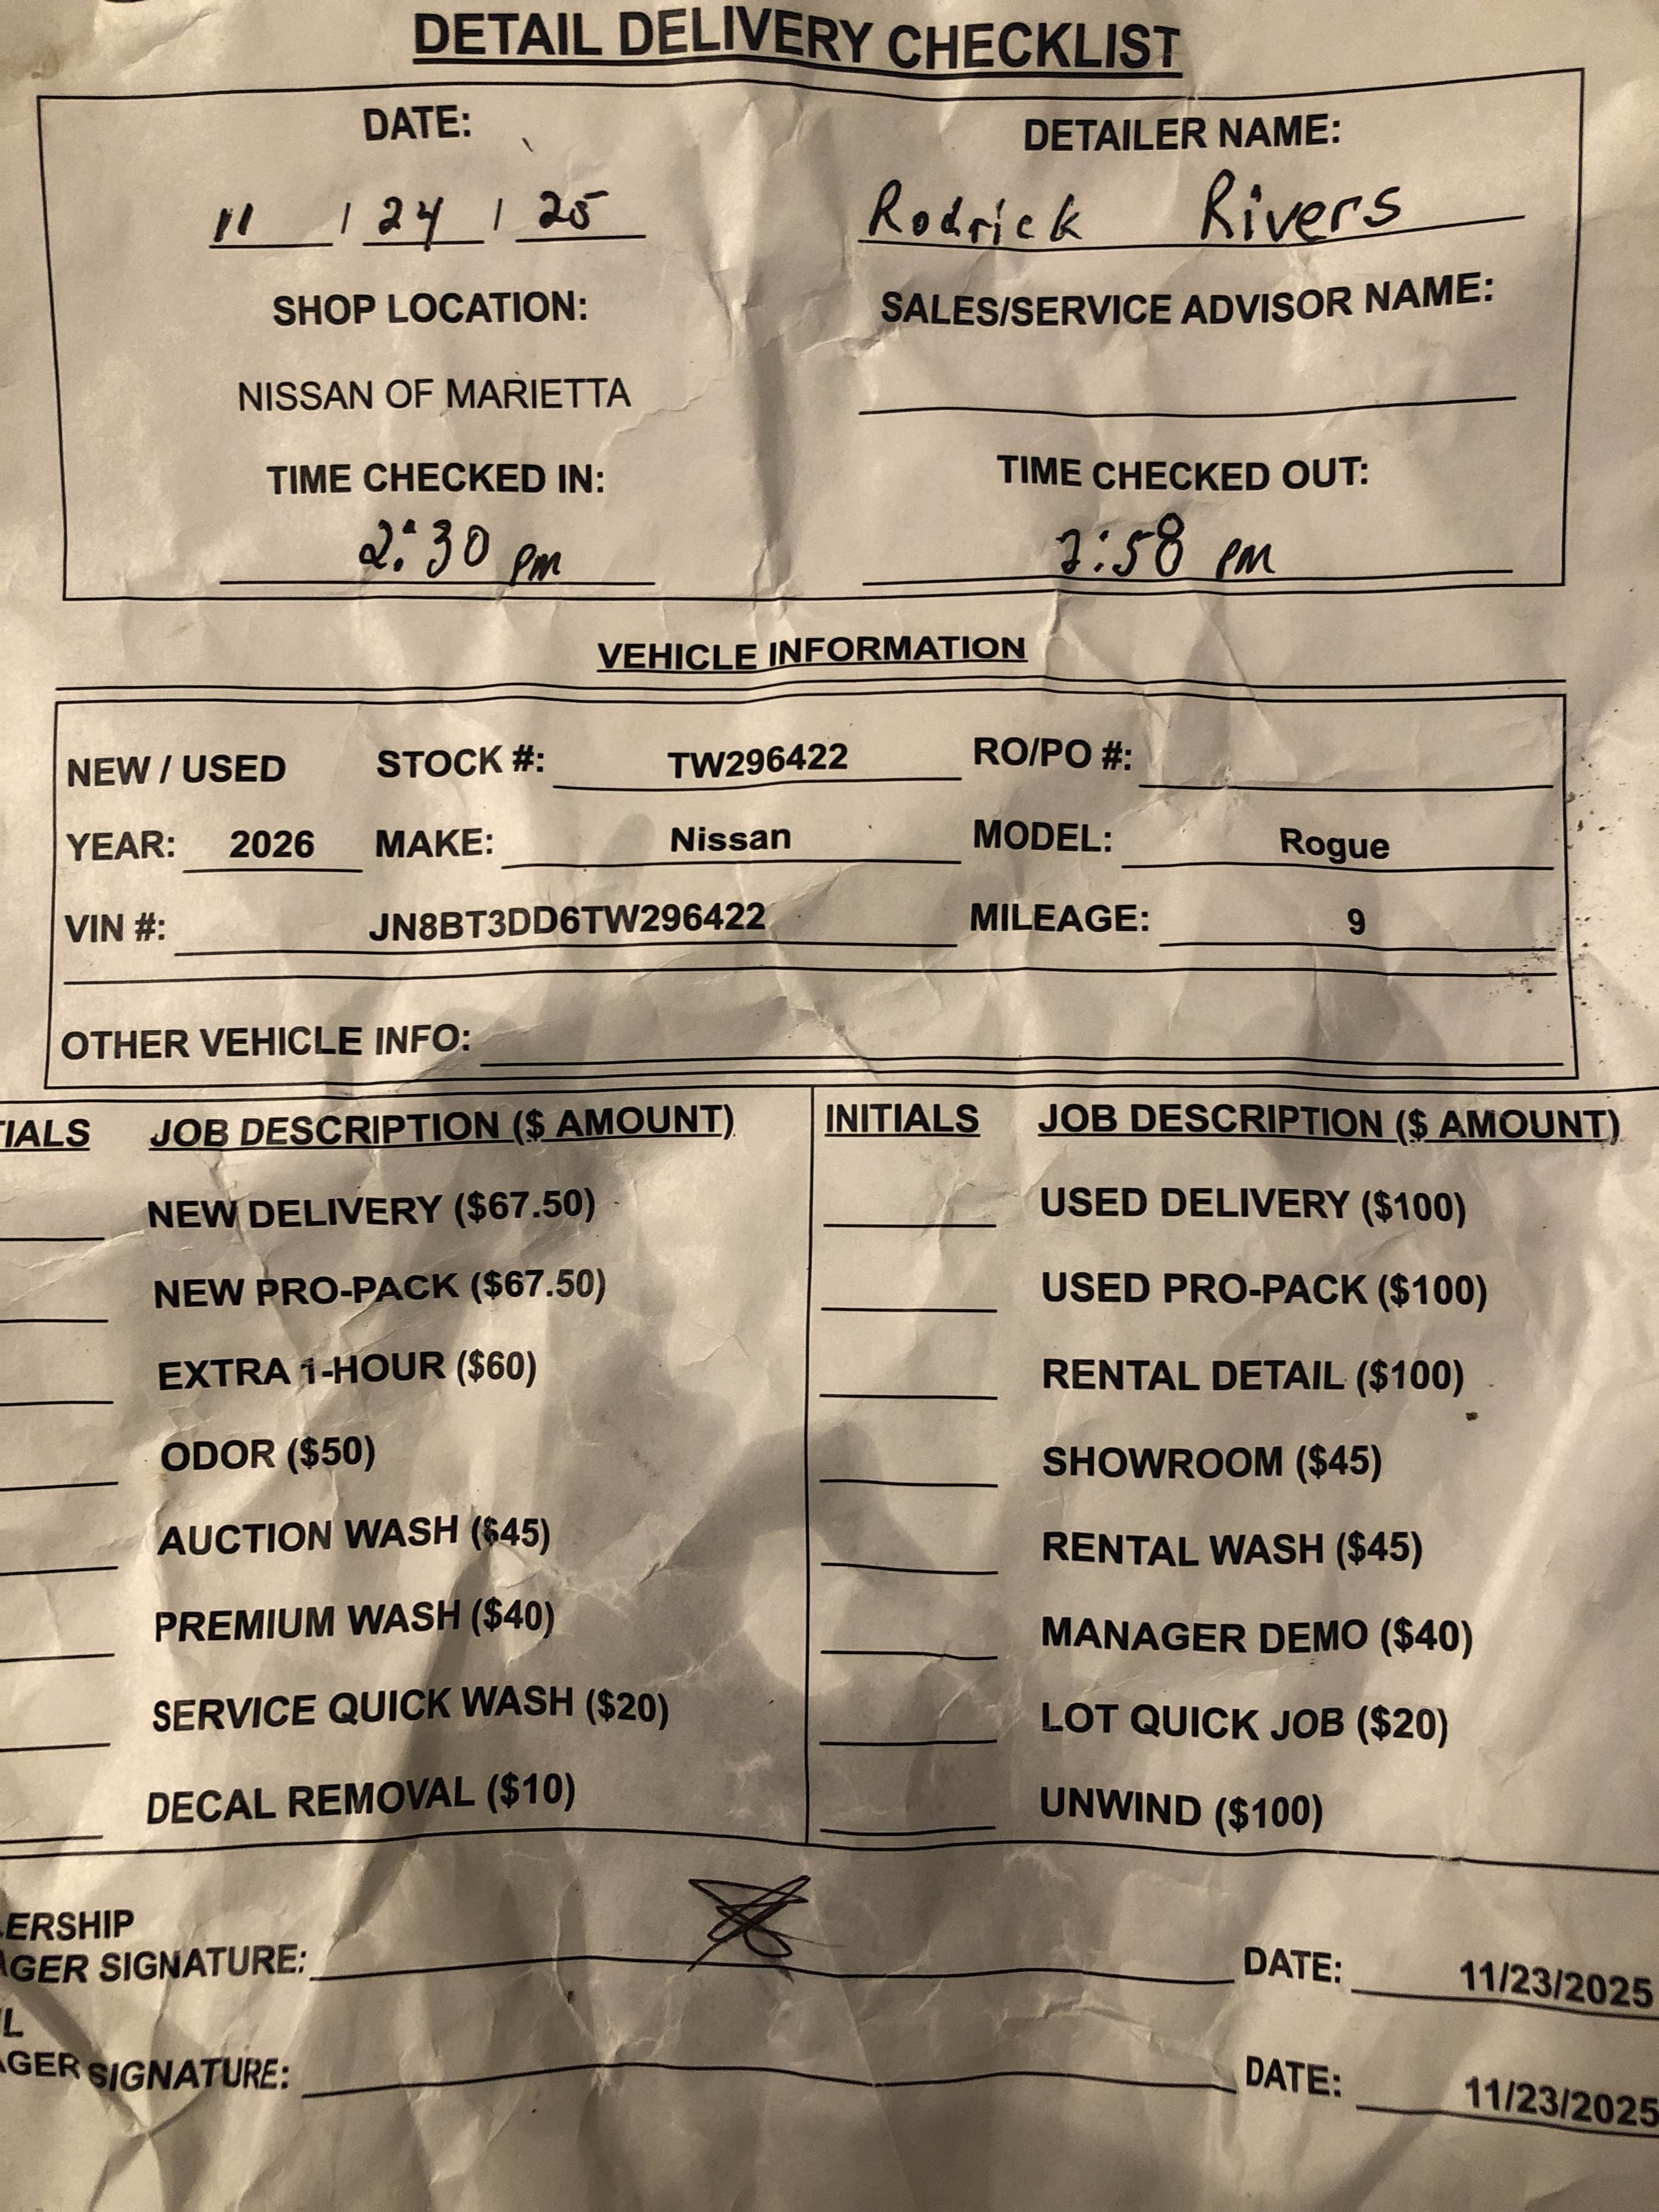 DETAIL DELIVERY CHECKLIST
DATE: DETAILER NAME:
11 / 24 / 25 Rodrick Rivers
SHOP LOCATION: SALES/SERVICE ADVISOR NAME:
NISSAN OF MARIETTA
TIME CHECKED IN: TIME CHECKED OUT:
2:30 pm 2:58 pm
VEHICLE INFORMATION
NEW / USED STOCK #: TW296422 RO/PO #:
YEAR: 2026 MAKE: Nissan MODEL: Rogue
VIN #: JN8BT3DD6TW296422 MILEAGE: 9
OTHER VEHICLE INFO:
TIALS JOB DESCRIPTION ($ AMOUNT) INITIALS JOB DESCRIPTION ($ AMOUNT)
NEW DELIVERY ($67.50) USED DELIVERY ($100)
NEW PRO-PACK ($67.50) USED PRO-PACK ($100)
EXTRA 1-HOUR ($60) RENTAL DETAIL ($100)
ODOR ($50) SHOWROOM ($45)
AUCTION WASH ($45) RENTAL WASH ($45)
PREMIUM WASH ($40) MANAGER DEMO ($40)
SERVICE QUICK WASH ($20) LOT QUICK JOB ($20)
DECAL REMOVAL ($10) UNWIND ($100)
LERSHIP
AGER SIGNATURE: DATE: 11/23/2025
IL
AGER SIGNATURE: DATE: 11/23/2025